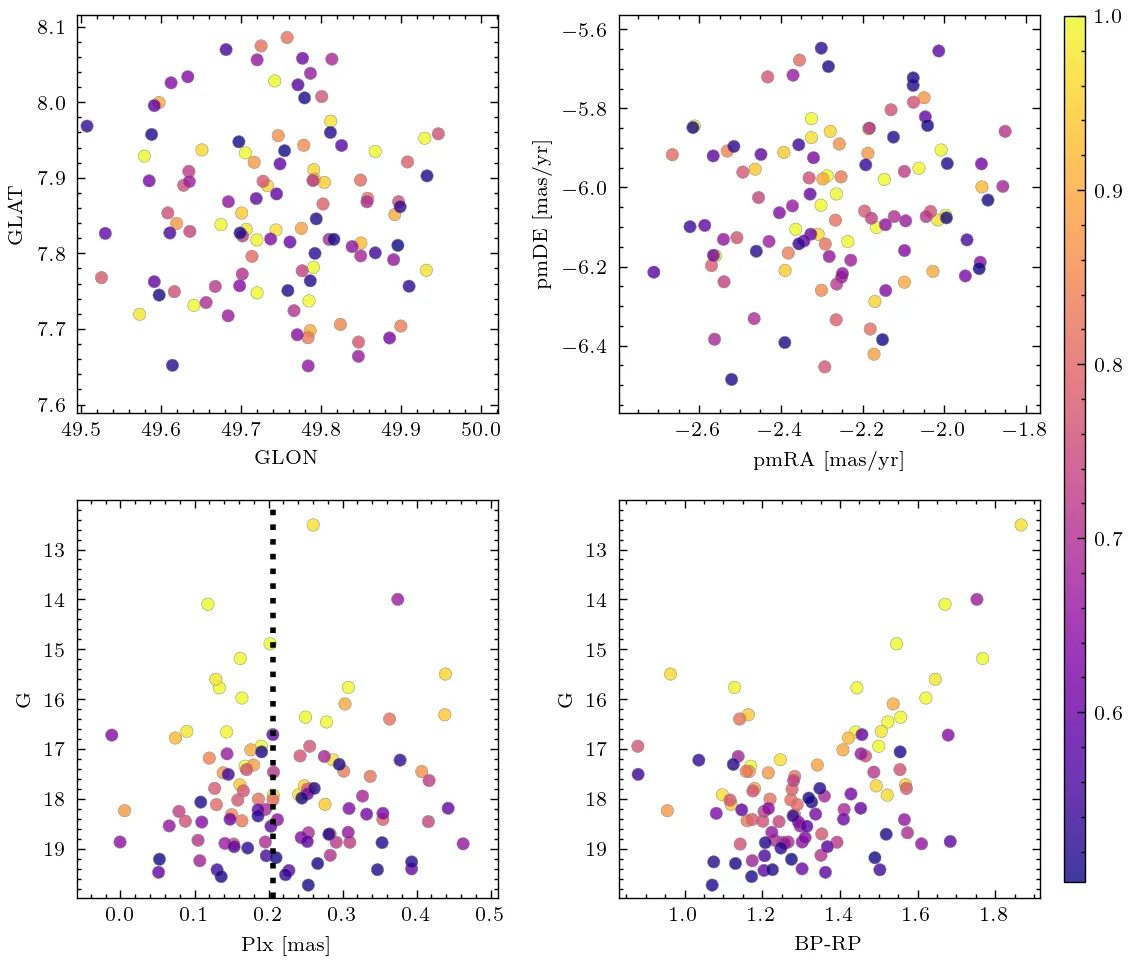 8.1
8.0
7.9
7.8
7.7
7.6
GLAT
49.5 49.6 49.7 49.8 49.9 50.0
GLON
−5.6
−5.8
−6.0
−6.2
−6.4
pmDE [mas/yr]
−2.6 −2.4 −2.2 −2.0 −1.8
pmRA [mas/yr]
1.0
0.9
0.8
0.7
0.6
13
14
15
16
17
18
19
G
0.0 0.1 0.2 0.3 0.4 0.5
Plx [mas]
13
14
15
16
17
18
19
G
1.0 1.2 1.4 1.6 1.8
BP-RP